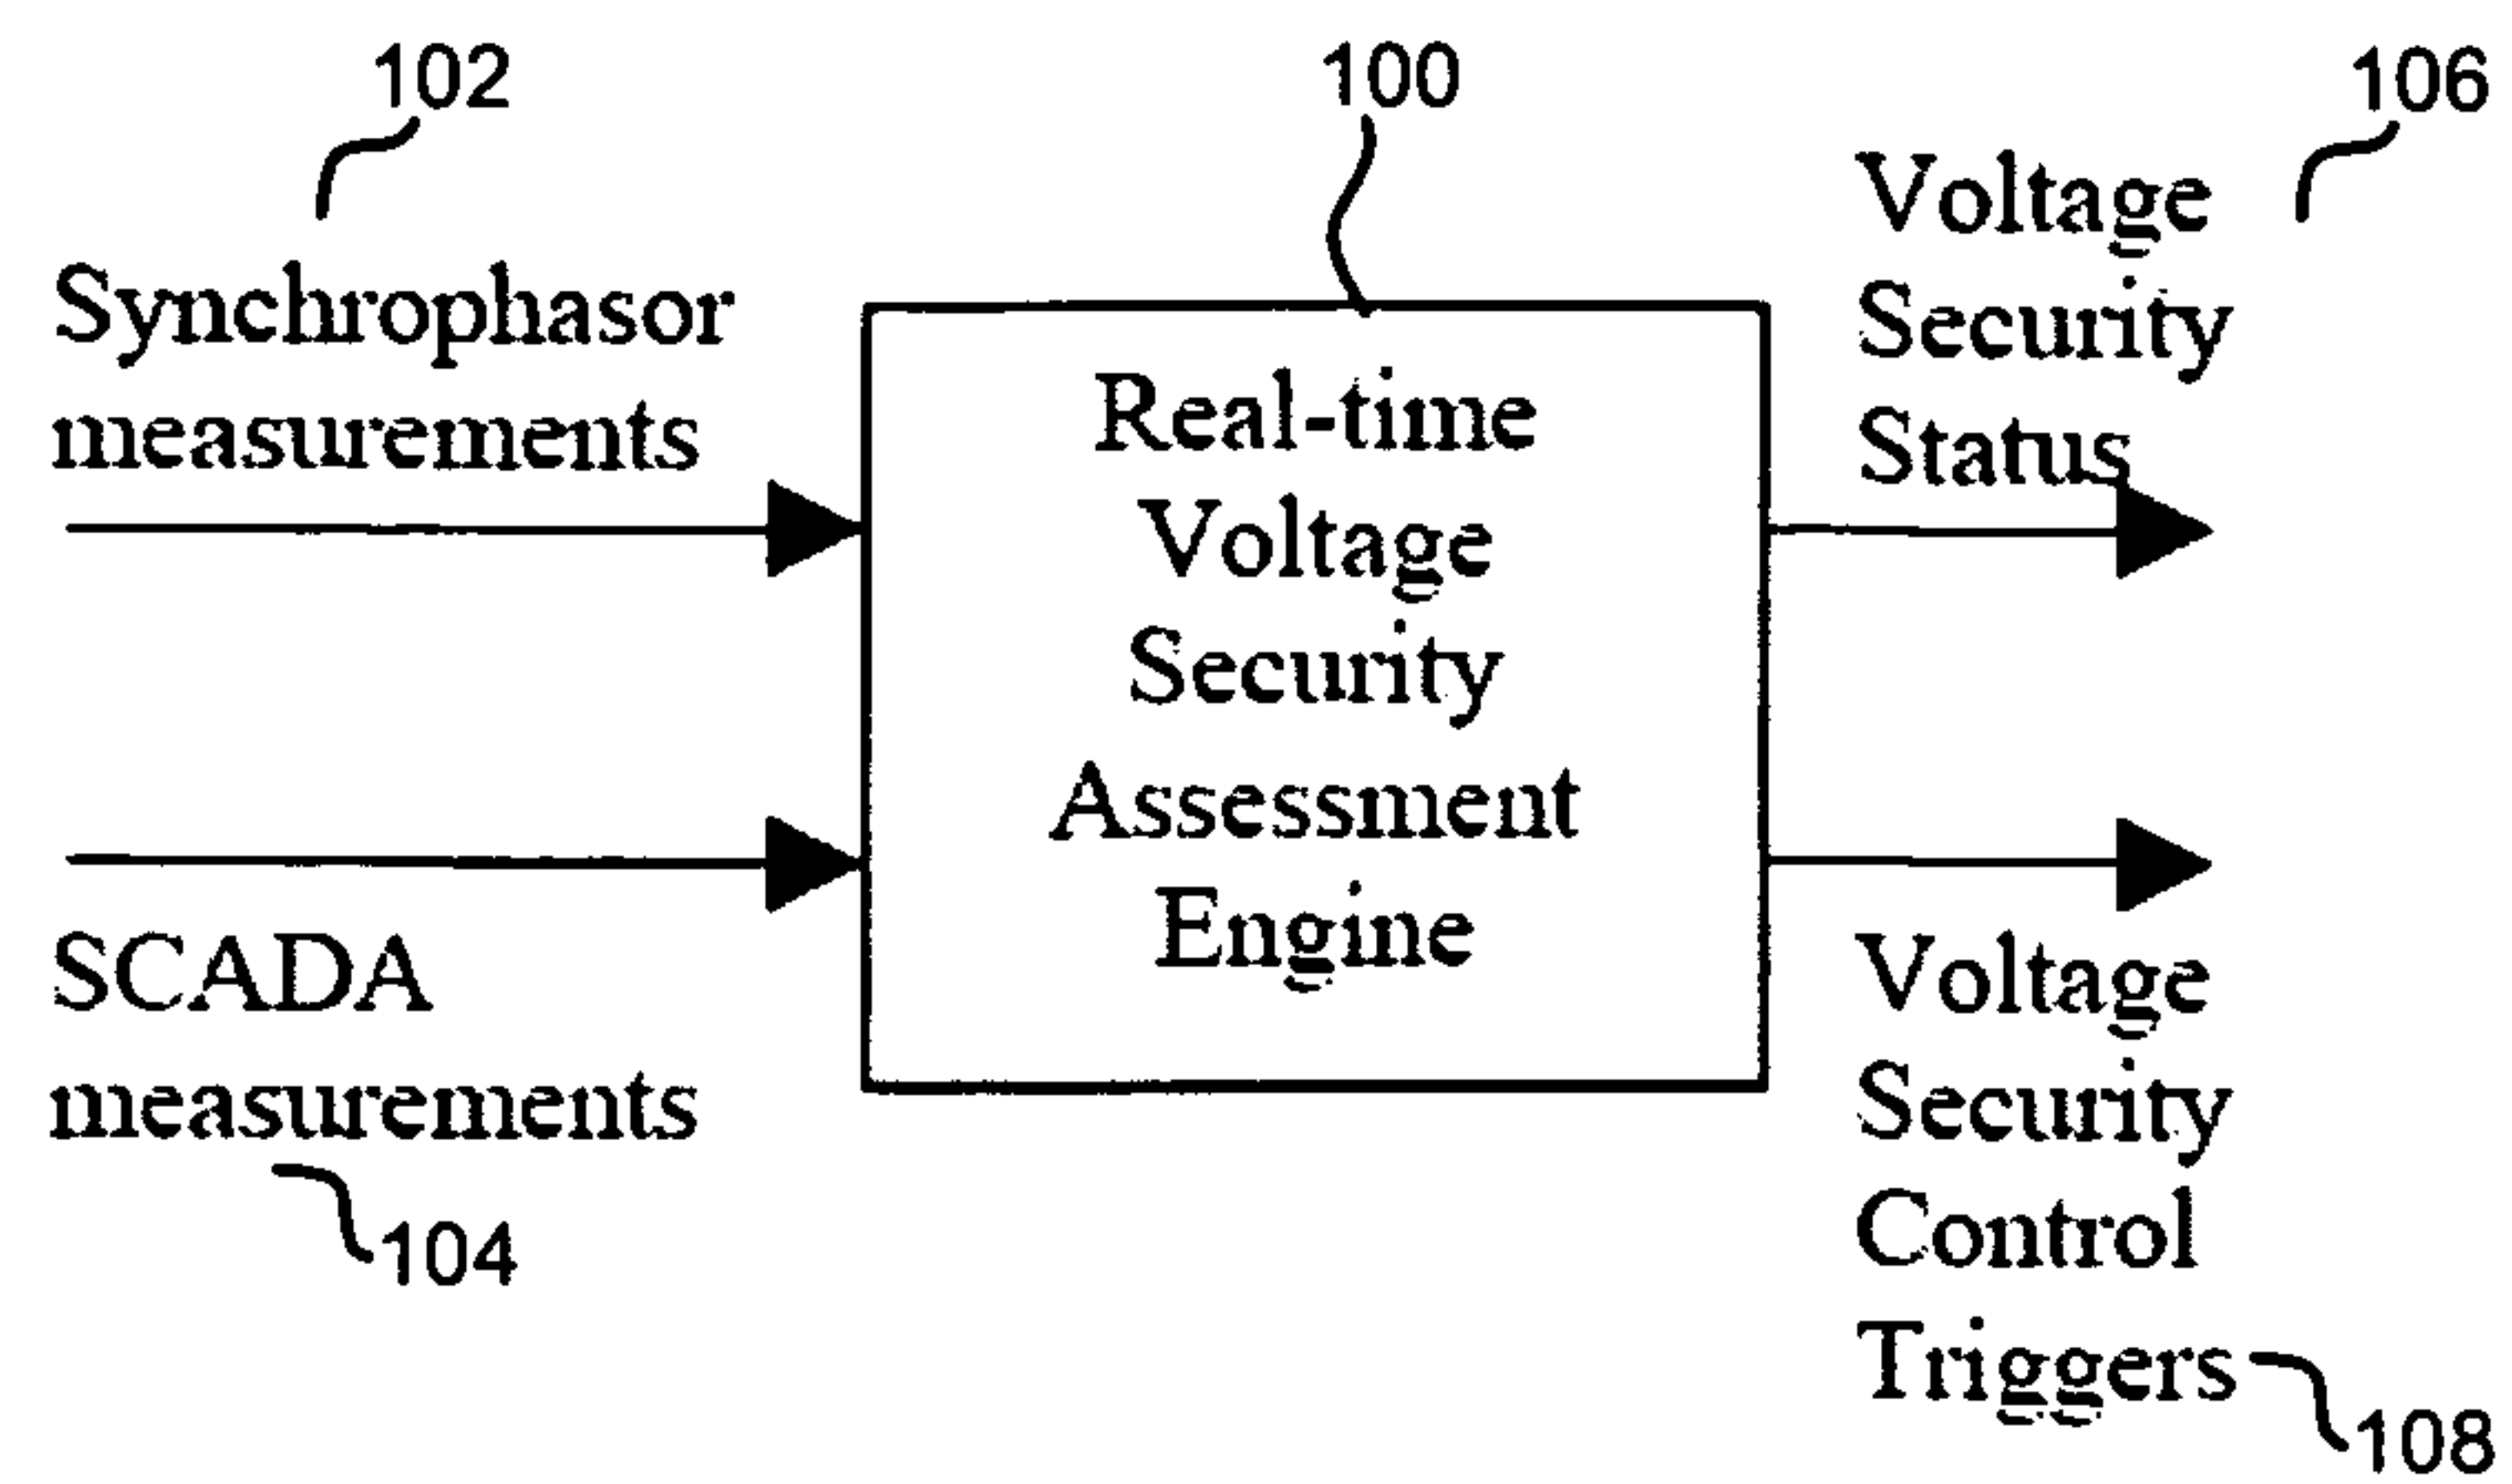 102
Synchrophasor
measurements
SCADA
measurements
104
100
Real-time
Voltage
Security
Assessment
Engine
106
Voltage
Security
Status
Voltage
Security
Control
Triggers
108